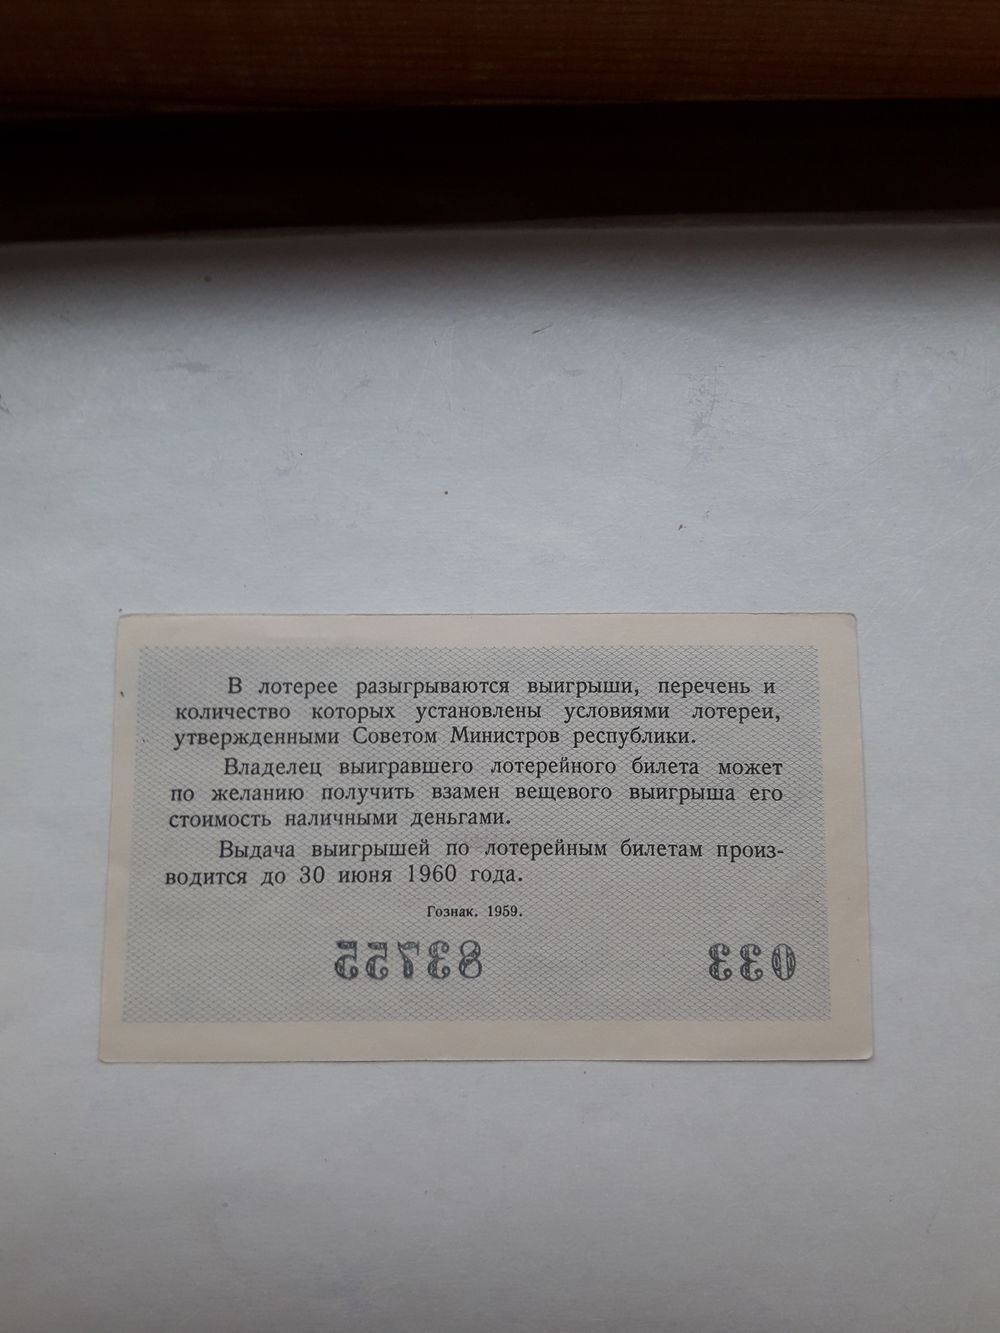 В лотерее разыгрываются выигрыши, перечень и
количество которых установлены условиями лотереи,
утвержденными Советом Министров республики.
Владелец выигравшего лотерейного билета может
по желанию получить взамен вещевого выигрыша его
стоимость наличными деньгами.
Выдача выигрышей по лотерейным билетам произ-
водится до 30 июня 1960 года.
Гознак. 1959.
83755 033